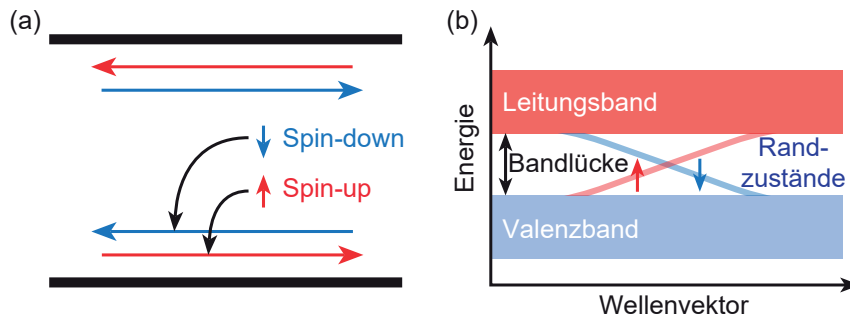 (a)
Spin-down
Spin-up
(b)
Energie
Leitungsband
Bandlücke
Rand-
zustände
Valenzband
Wellenvektor